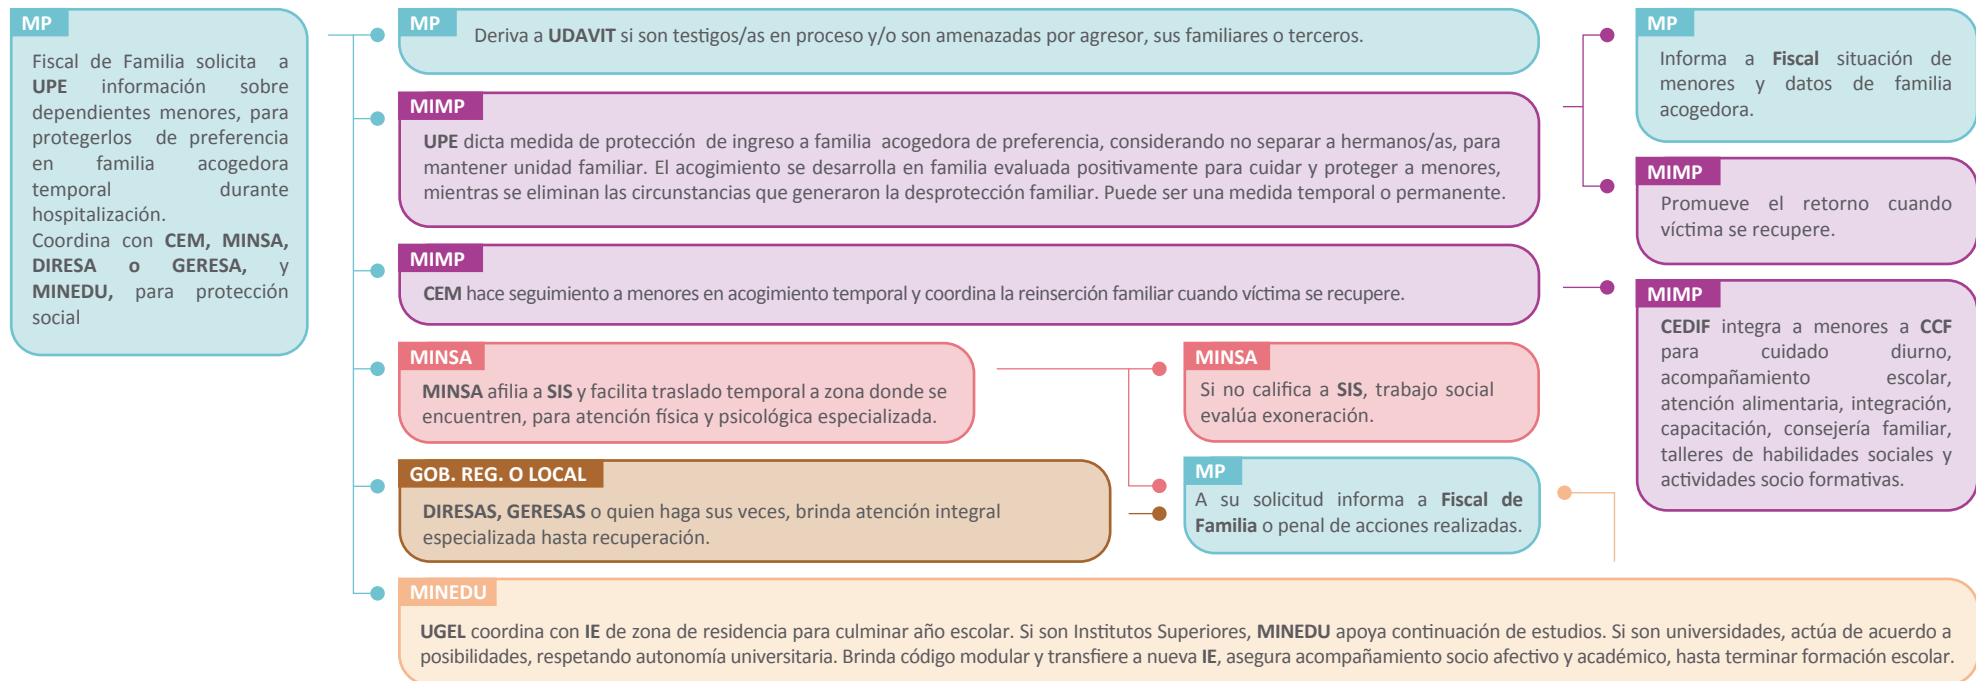 MP
Fiscal de Familia solicita a
UPE información sobre
dependientes menores, para
protegerlos de preferencia
en familia acogedora
temporal durante
hospitalización.
Coordina con CEM, MINSA,
DIRESA o GERESA, y
MINEDU, para protección
social
MP
Deriva a UDAVIT si son testigos/as en proceso y/o son amenazadas por agresor, sus familiares o terceros.
MIMP
UPE dicta medida de protección de ingreso a familia acogedora de preferencia, considerando no separar a hermanos/as, para
mantener unidad familiar. El acogimiento se desarrolla en familia evaluada positivamente para cuidar y proteger a menores,
mientras se eliminan las circunstancias que generaron la desprotección familiar. Puede ser una medida temporal o permanente.
MP
Informa a Fiscal situación de
menores y datos de familia
acogedora.
MIMP
Promueve el retorno cuando
víctima se recupere.
MIMP
CEM hace seguimiento a menores en acogimiento temporal y coordina la reinserción familiar cuando víctima se recupere.
MIMP
CEDIF integra a menores a CCF
para cuidado diurno,
acompañamiento escolar,
atención alimentaria, integración,
capacitación, consejería familiar,
talleres de habilidades sociales y
actividades socio formativas.
MINSA
MINSA afilia a SIS y facilita traslado temporal a zona donde se
encuentren, para atención física y psicológica especializada.
MINSA
Si no califica a SIS, trabajo social
evalúa exoneración.
GOB. REG. O LOCAL
DIRESAS, GERESAS o quien haga sus veces, brinda atención integral
especializada hasta recuperación.
MP
A su solicitud informa a Fiscal de
Familia o penal de acciones realizadas.
MINEDU
UGEL coordina con IE de zona de residencia para culminar año escolar. Si son Institutos Superiores, MINEDU apoya continuación de estudios. Si son universidades, actúa de acuerdo a
posibilidades, respetando autonomía universitaria. Brinda código modular y transfiere a nueva IE, asegura acompañamiento socio afectivo y académico, hasta terminar formación escolar.